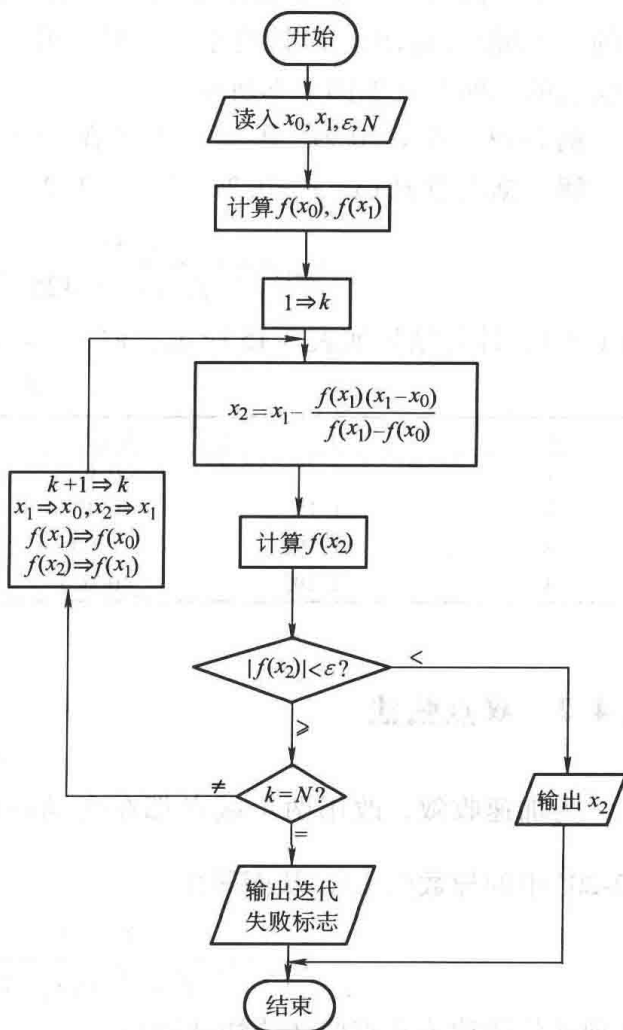 开始
读入 x₀, x₁, ε, N
计算 f(x₀), f(x₁)
1⇒k
x₂ = x₁ - f(x₁)(x₁-x₀) / f(x₁)-f(x₀)
k+1⇒k
x₁⇒x₀, x₂⇒x₁
f(x₁)⇒f(x₀)
f(x₂)⇒f(x₁)
计算 f(x₂)
|f(x₂)|<ε?
<
⩾
k=N?
≠
=
输出 x₂
输出迭代
失败标志
结束